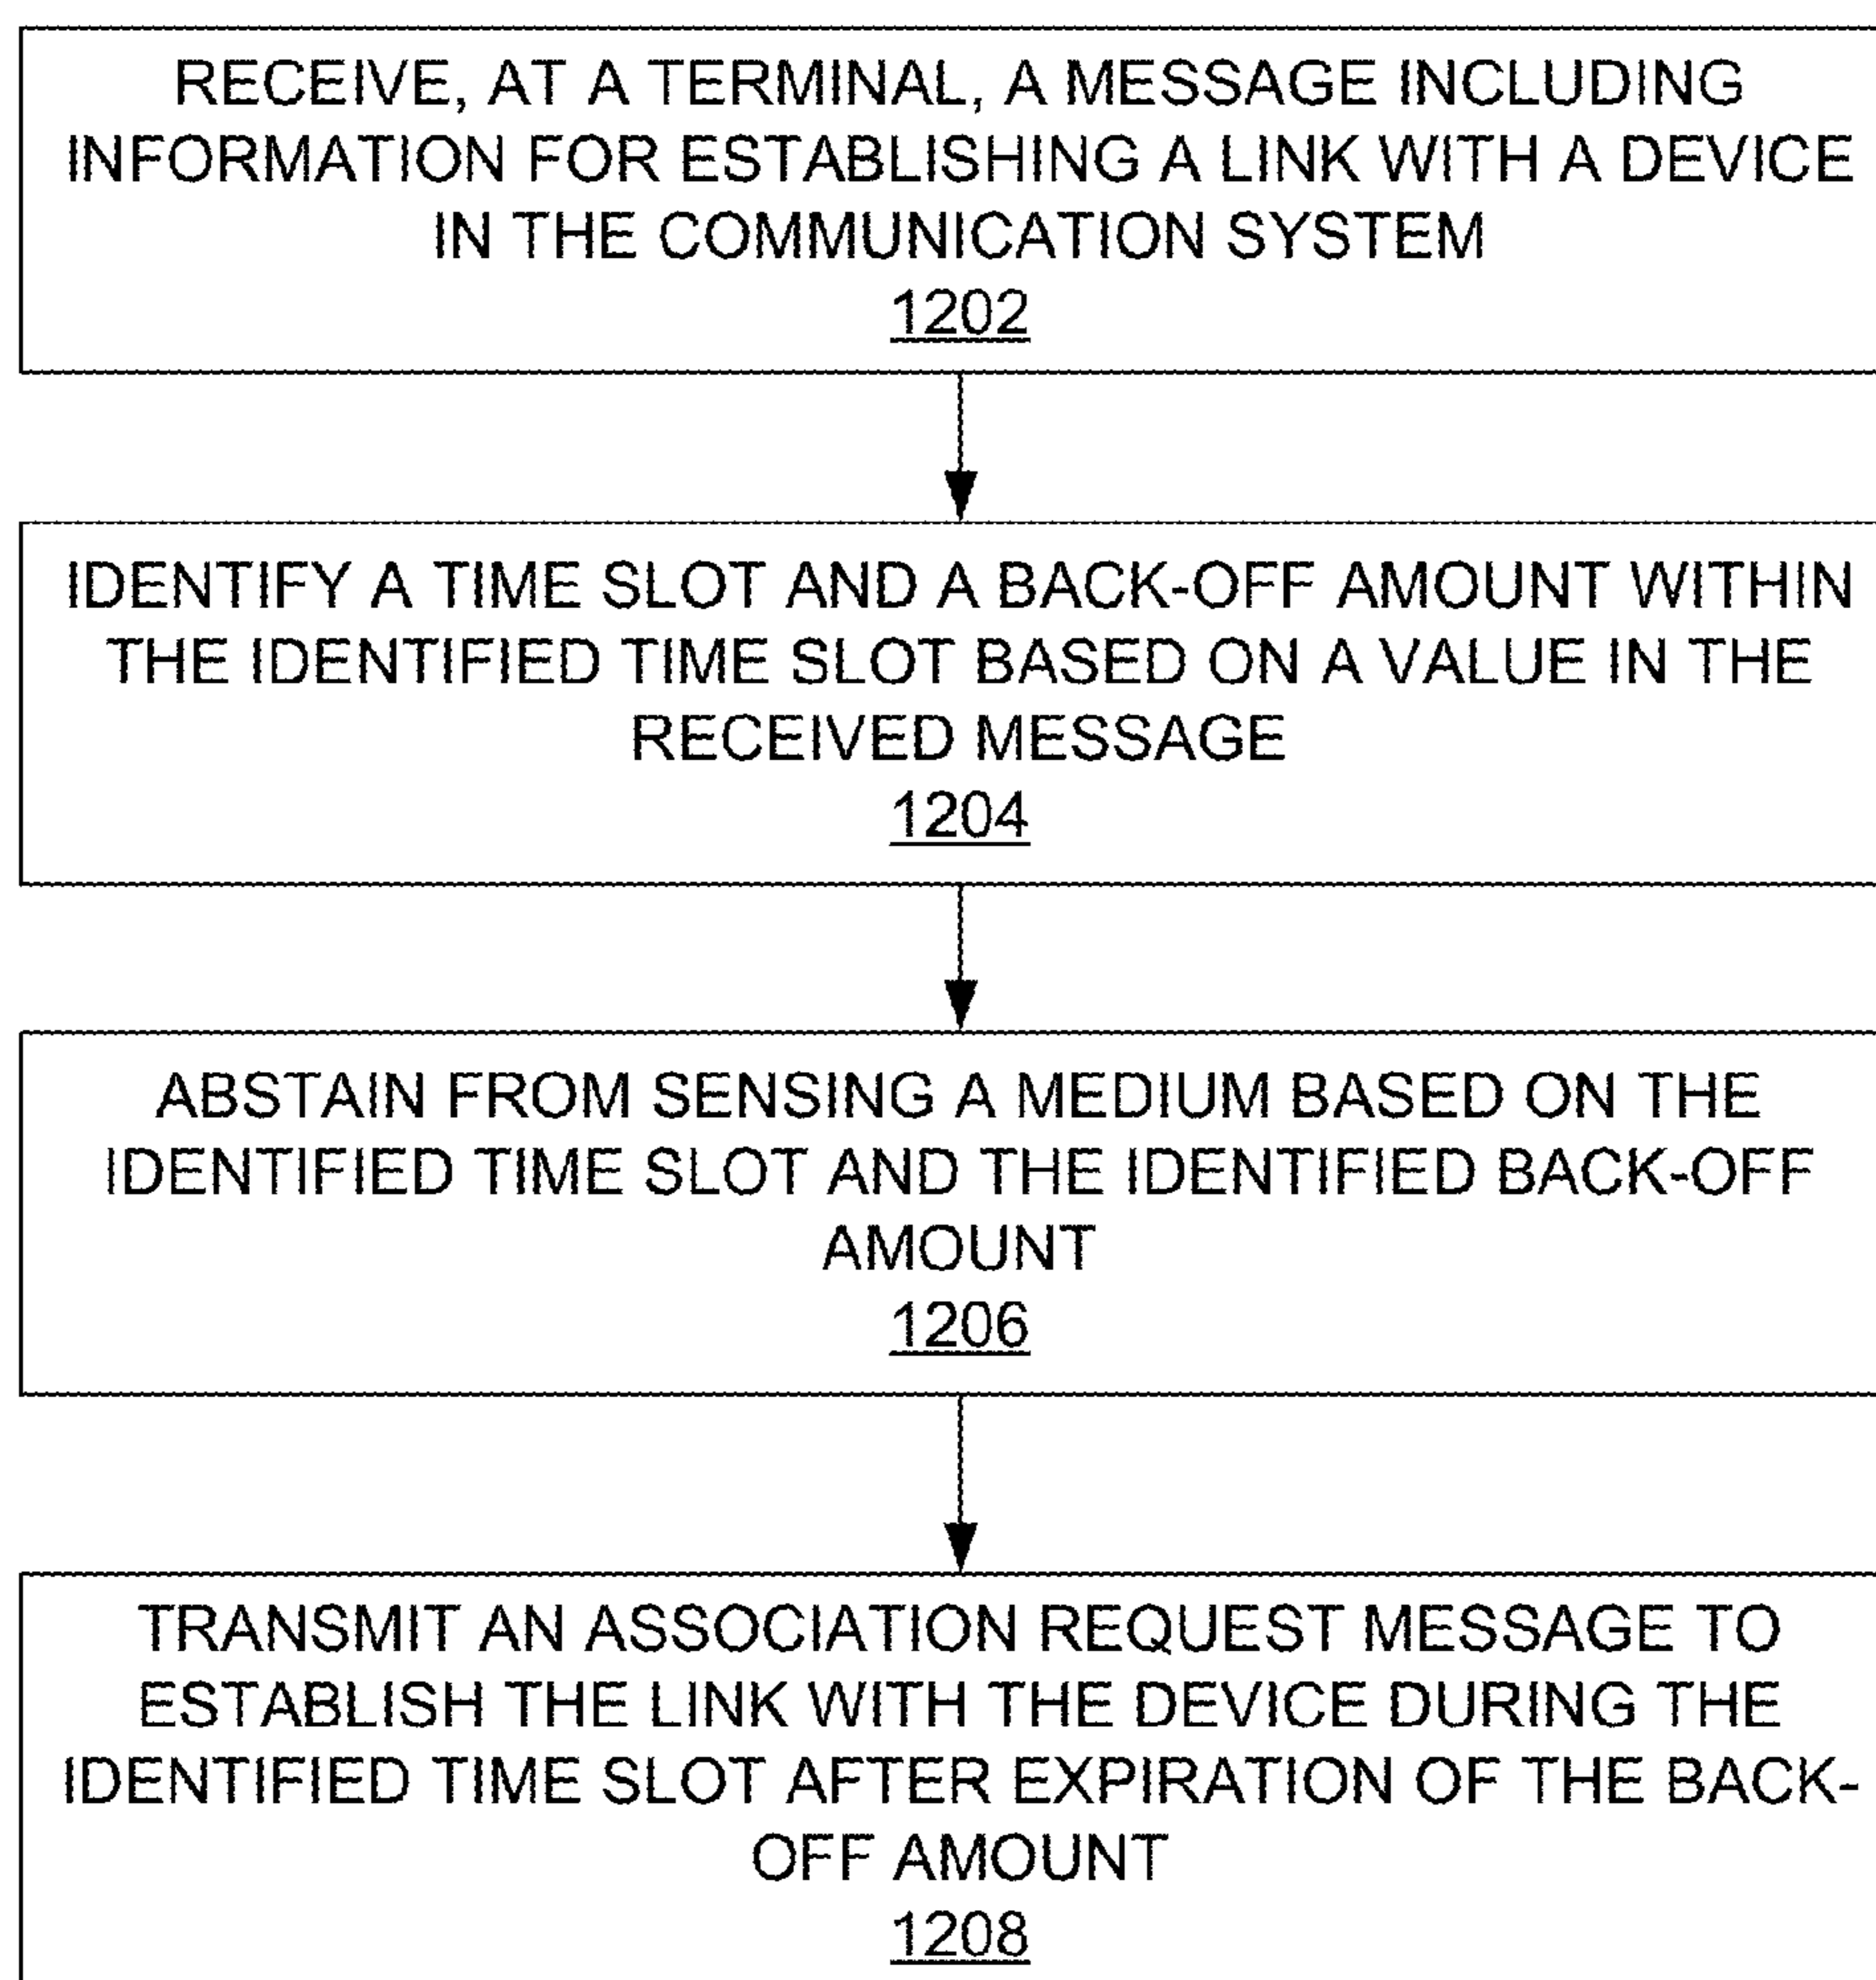 RECEIVE, AT A TERMINAL, A MESSAGE INCLUDING
INFORMATION FOR ESTABLISHING A LINK WITH A DEVICE
IN THE COMMUNICATION SYSTEM
1202
IDENTIFY A TIME SLOT AND A BACK-OFF AMOUNT WITHIN
THE IDENTIFIED TIME SLOT BASED ON A VALUE IN THE
RECEIVED MESSAGE
1204
ABSTAIN FROM SENSING A MEDIUM BASED ON THE
IDENTIFIED TIME SLOT AND THE IDENTIFIED BACK-OFF
AMOUNT
1206
TRANSMIT AN ASSOCIATION REQUEST MESSAGE TO
ESTABLISH THE LINK WITH THE DEVICE DURING THE
IDENTIFIED TIME SLOT AFTER EXPIRATION OF THE BACK-
OFF AMOUNT
1208